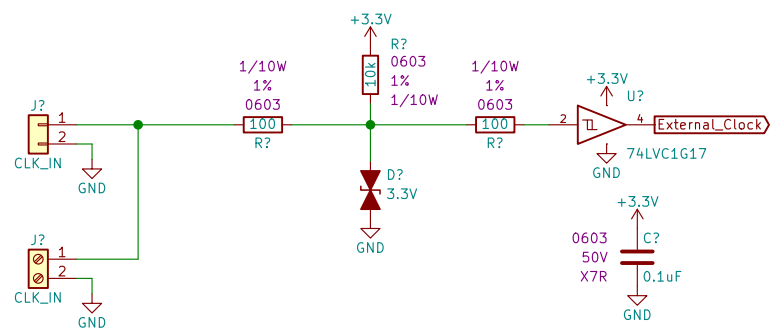 +3.3V
R?
0603
1%
1/10W
10k
1/10W
1%
0603
100
R?
1/10W
1%
0603
100
R?
+3.3V
U?
2
4
External_Clock
74LVC1G17
GND
J?
1
2
CLK_IN
GND
D?
3.3V
GND
J?
1
2
CLK_IN
GND
+3.3V
0603
50V
X7R
C?
0.1uF
GND